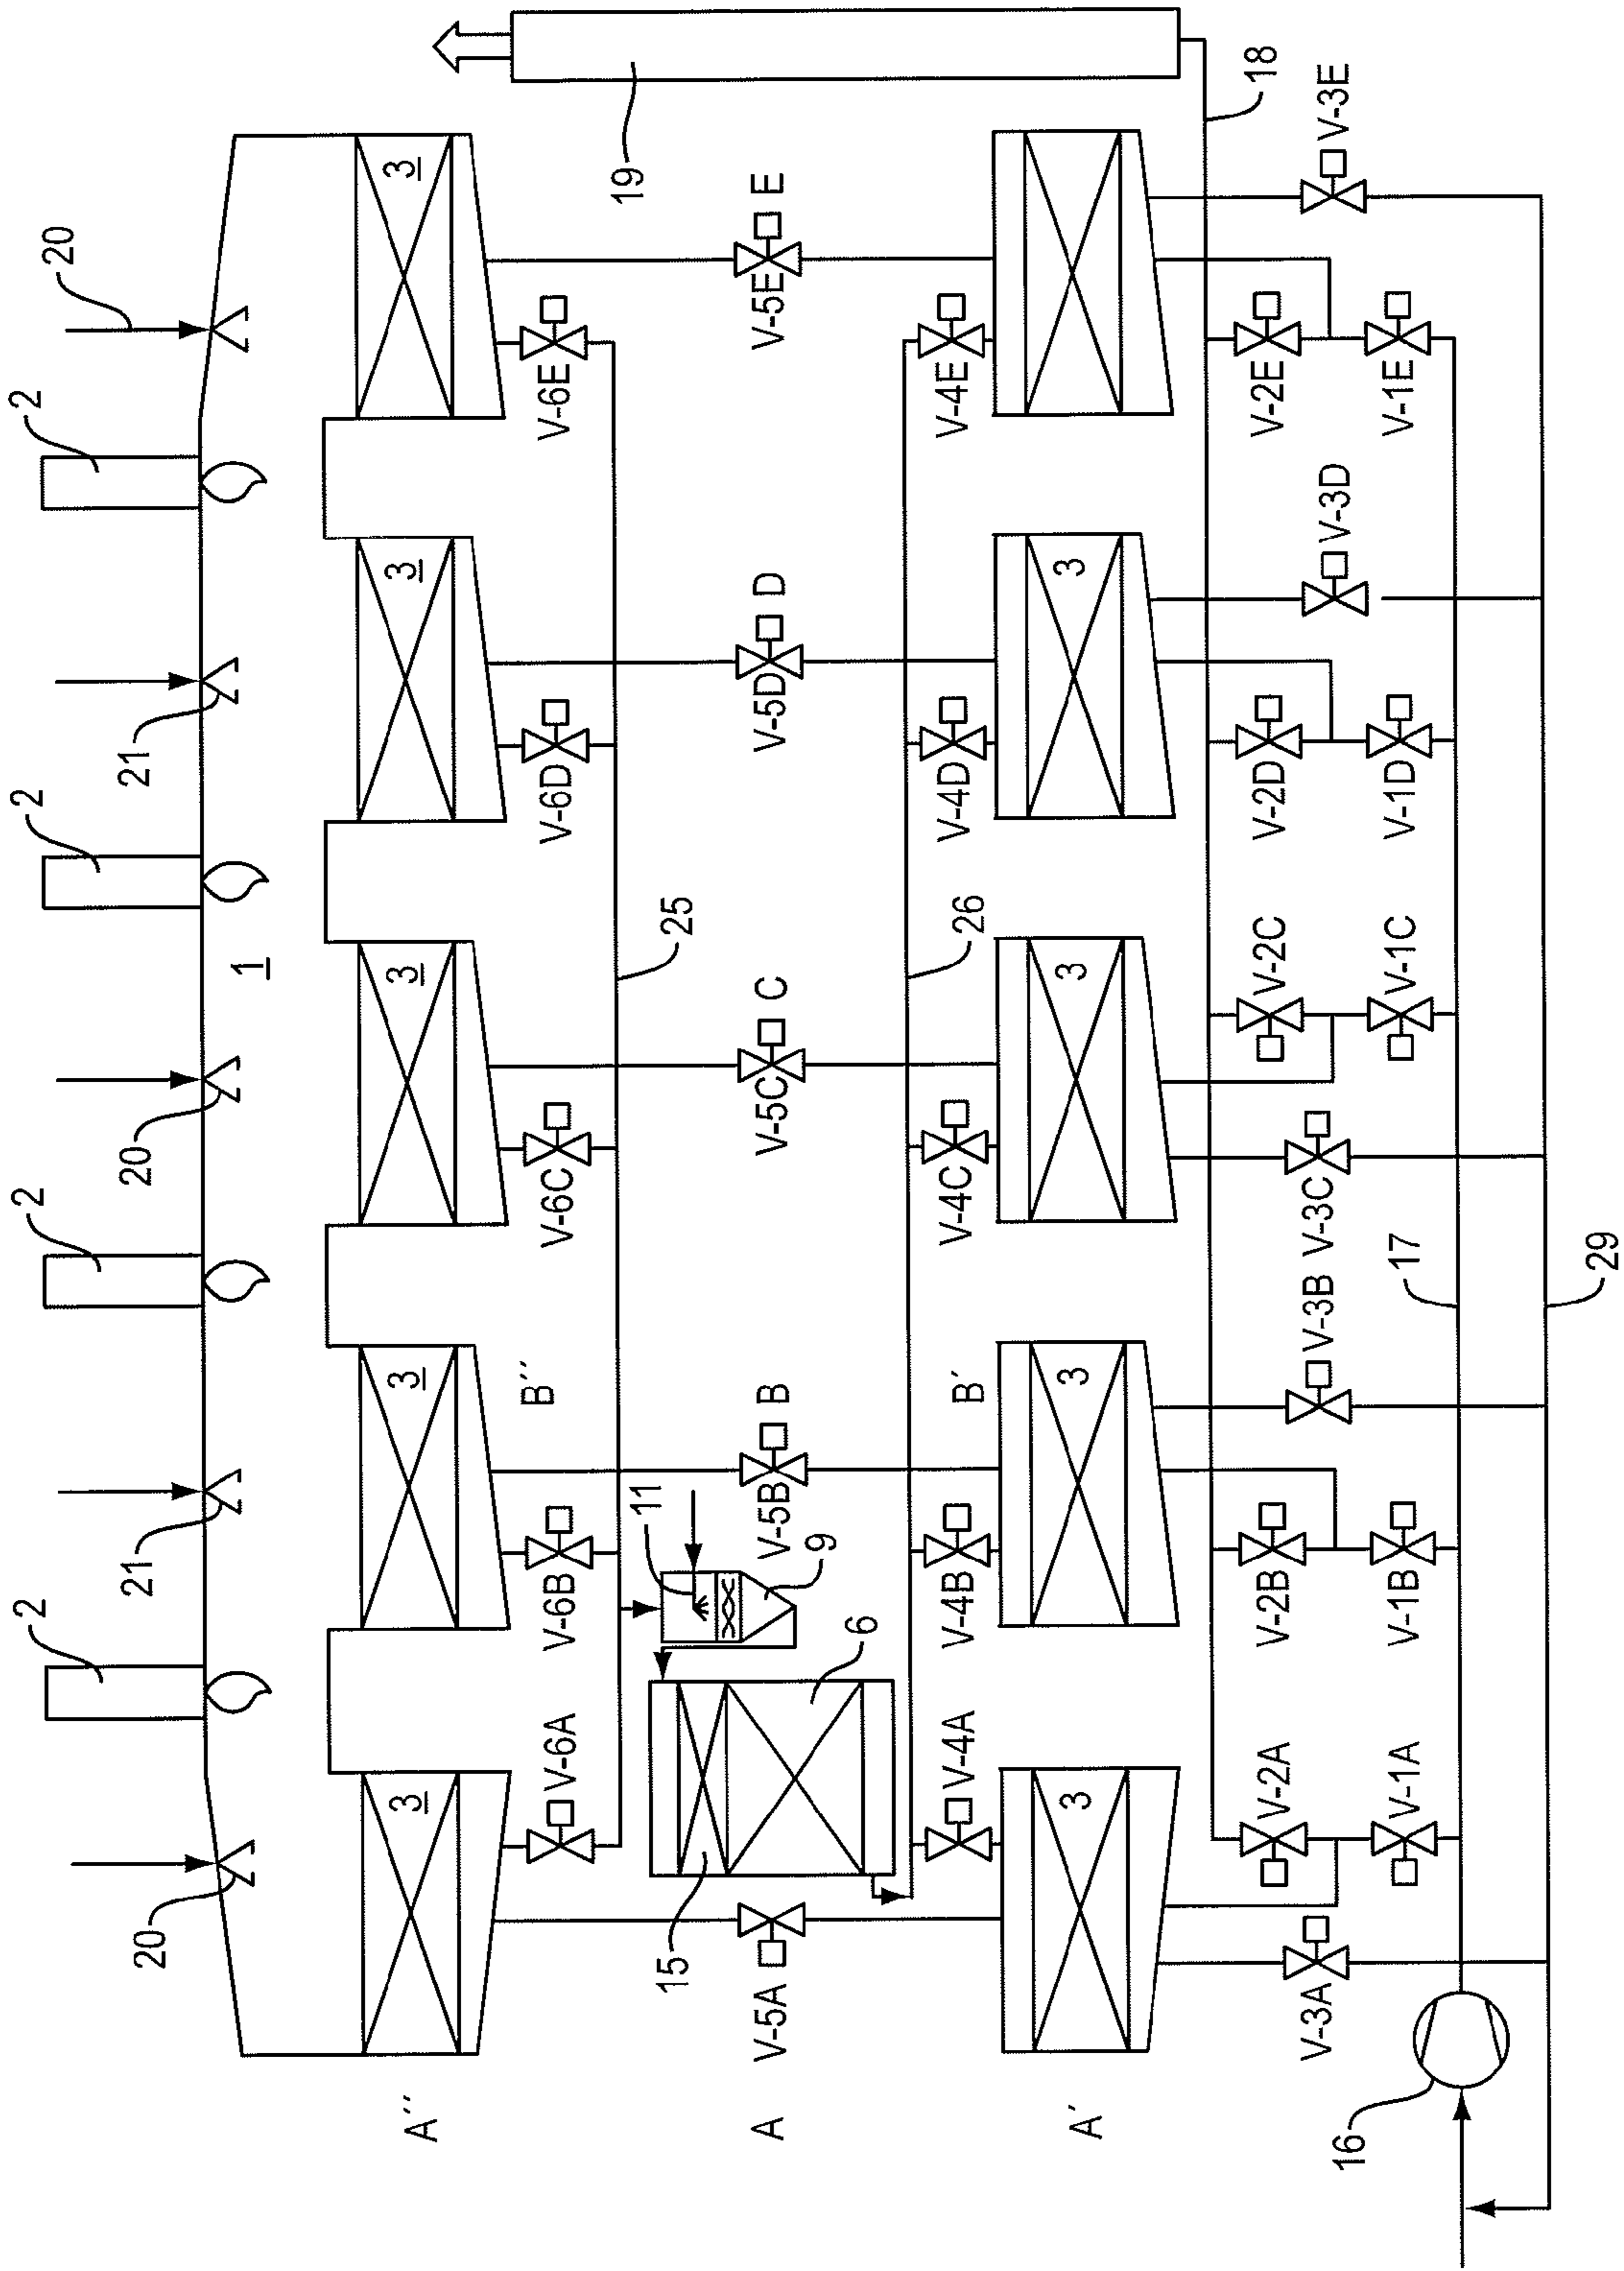 2
2
2
2
20
21
20
21
20
1
3
3
3
3
3
A´´
B´´
V-6A
V-6B
V-6C
V-6D
V-6E
25
11
9
6
15
A
V-5A
V-5B
B
V-5C
C
V-5D
D
V-5E
E
19
26
V-4A
V-4B
V-4C
V-4D
V-4E
A´
B´
3
3
3
3
18
V-2A
V-2B
V-2C
V-2D
V-2E
V-3A
V-3B
V-3C
V-3D
V-3E
V-1A
V-1B
V-1C
V-1D
V-1E
16
17
29